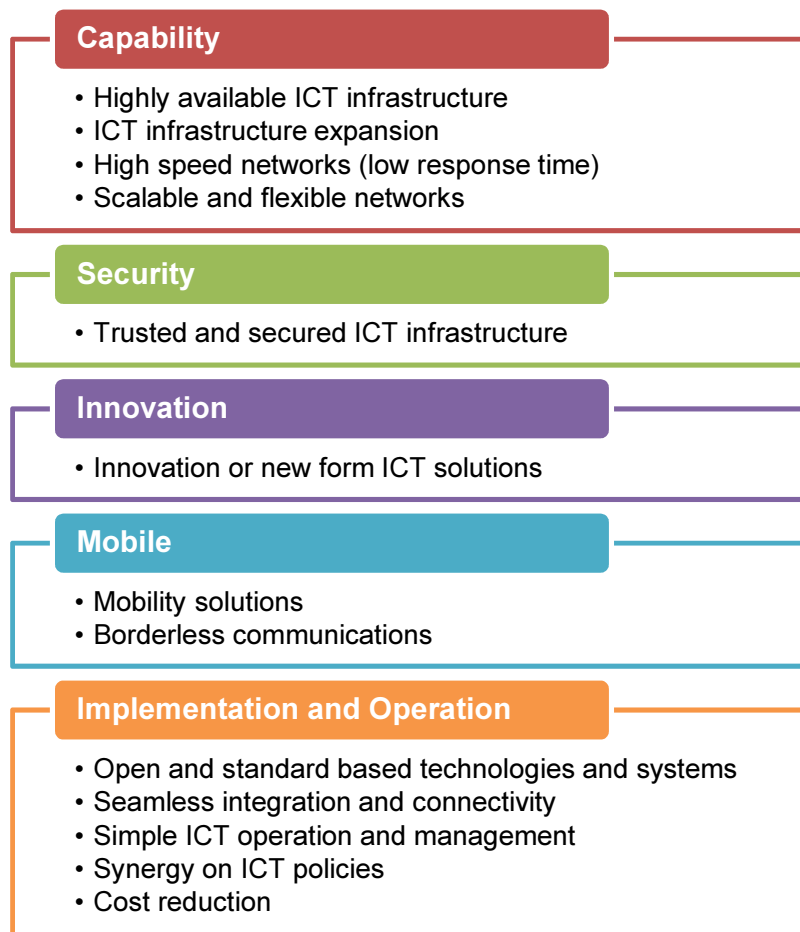 Capability
• Highly available ICT infrastructure
• ICT infrastructure expansion
• High speed networks (low response time)
• Scalable and flexible networks
Security
• Trusted and secured ICT infrastructure
Innovation
• Innovation or new form ICT solutions
Mobile
• Mobility solutions
• Borderless communications
Implementation and Operation
• Open and standard based technologies and systems
• Seamless integration and connectivity
• Simple ICT operation and management
• Synergy on ICT policies
• Cost reduction